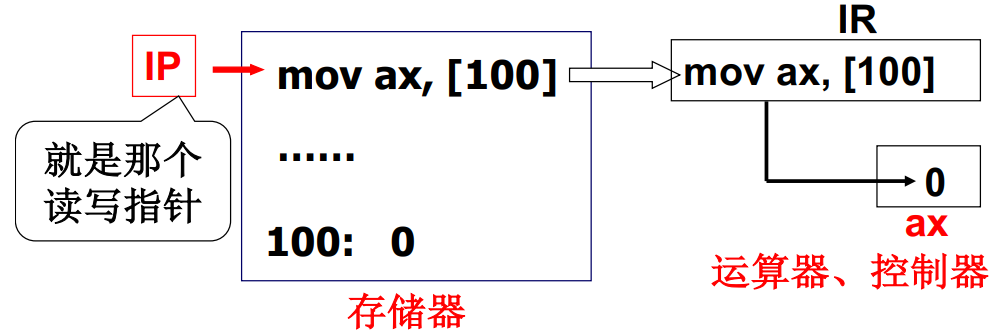 IR
IP
mov ax, [100]
mov ax, [100]
就是那个
读写指针
......
0
ax
100: 0
运算器、控制器
存储器